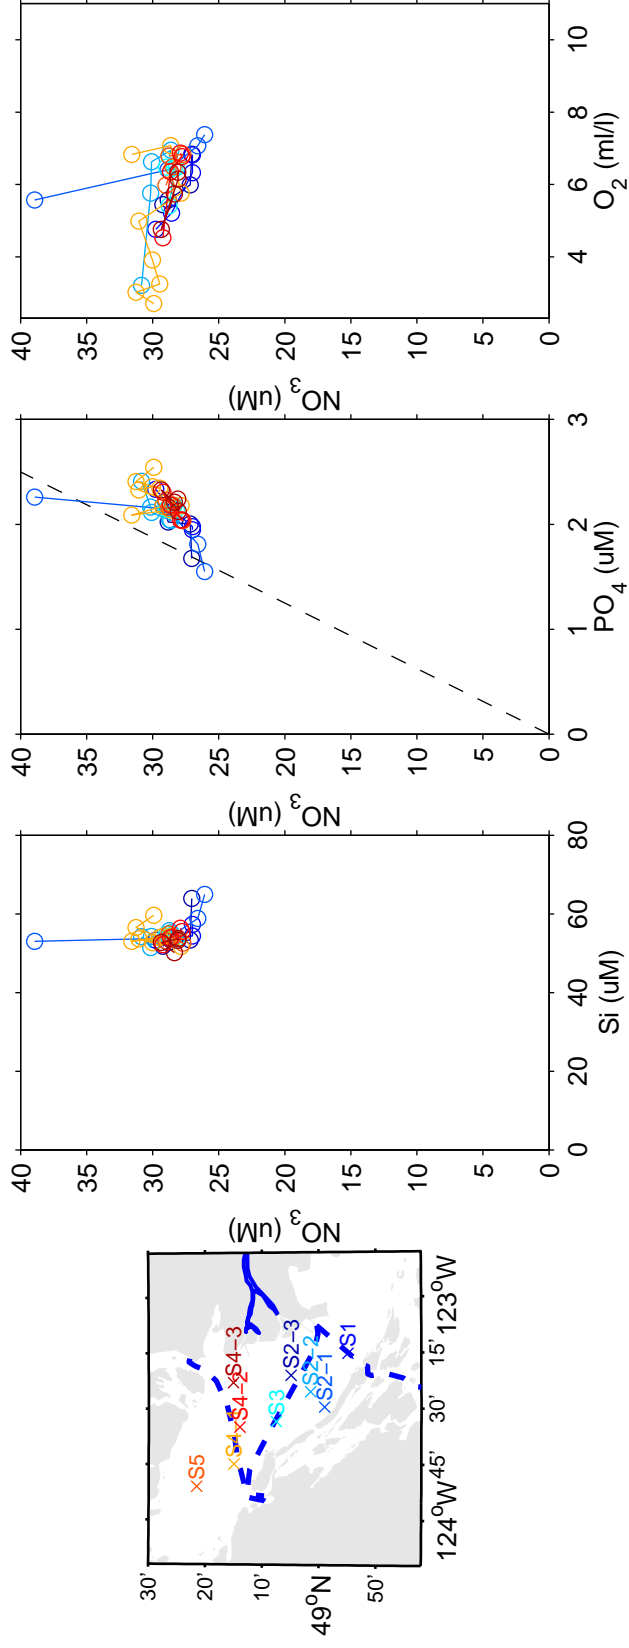 30'
20'
10'
49°N
50'
124°W
45'
30'
15'
123°W
×S5
×S4
×S4−2
×S4−3
×S3
×S2−3
×S2−2
×S2−1
×S1
40
35
30
25
20
15
10
5
0
NO3 (uM)
0
20
40
60
80
Si (uM)
40
35
30
25
20
15
10
5
0
NO3 (uM)
0
1
2
3
PO4 (uM)
40
35
30
25
20
15
10
5
0
NO3 (uM)
4
6
8
10
O2 (ml/l)